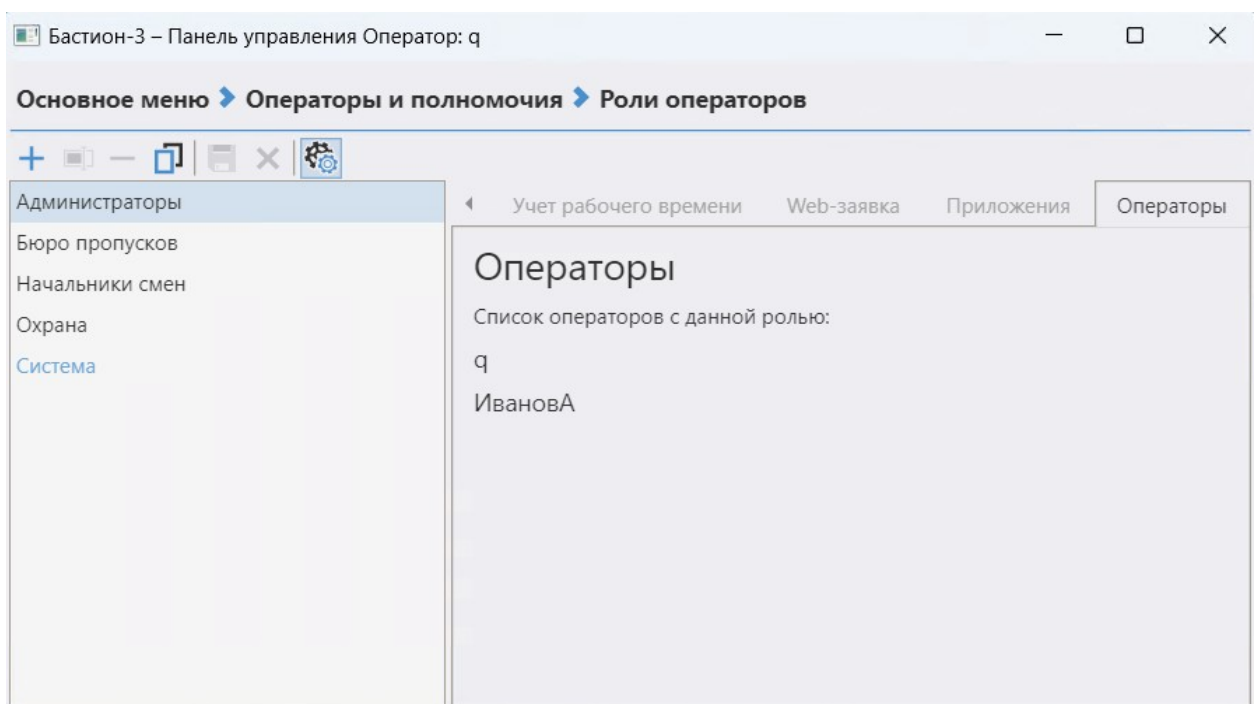 Бастион-3 – Панель управления Оператор: q
Основное меню Операторы и полномочия Роли операторов
Администраторы
Бюро пропусков
Начальники смен
Охрана
Система
Учет рабочего времени Web-заявка Приложения Операторы
Операторы
Список операторов с данной ролью:
q
ИвановА